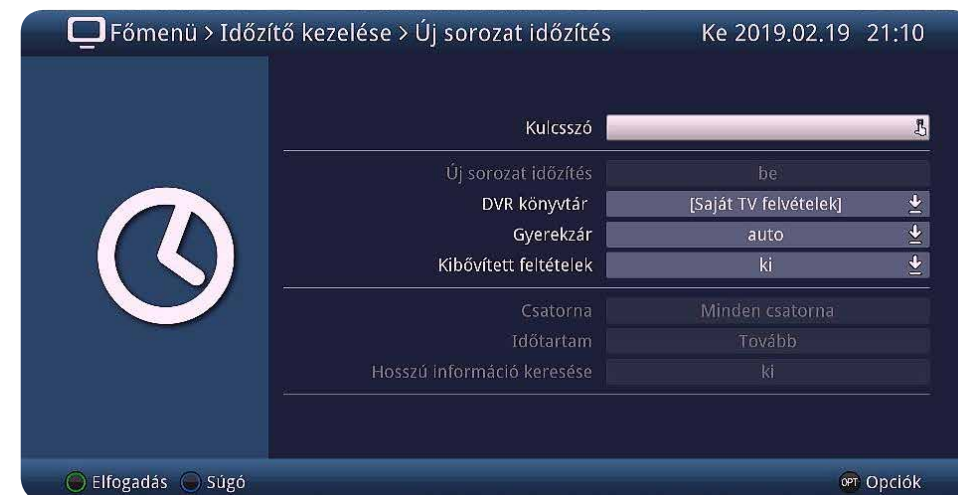 Főmenü > Időzítő kezelése > Új sorozat időzítés Ke 2019.02.19 21:10
Kulcsszó
Új sorozat időzítés be
DVR könyvtár [Saját TV felvételek]
Gyerekzár auto
Kibővített feltételek ki
Csatorna Minden csatorna
Időtartam Tovább
Hosszú információ keresése ki
Elfogadás Súgó OPT Opciók